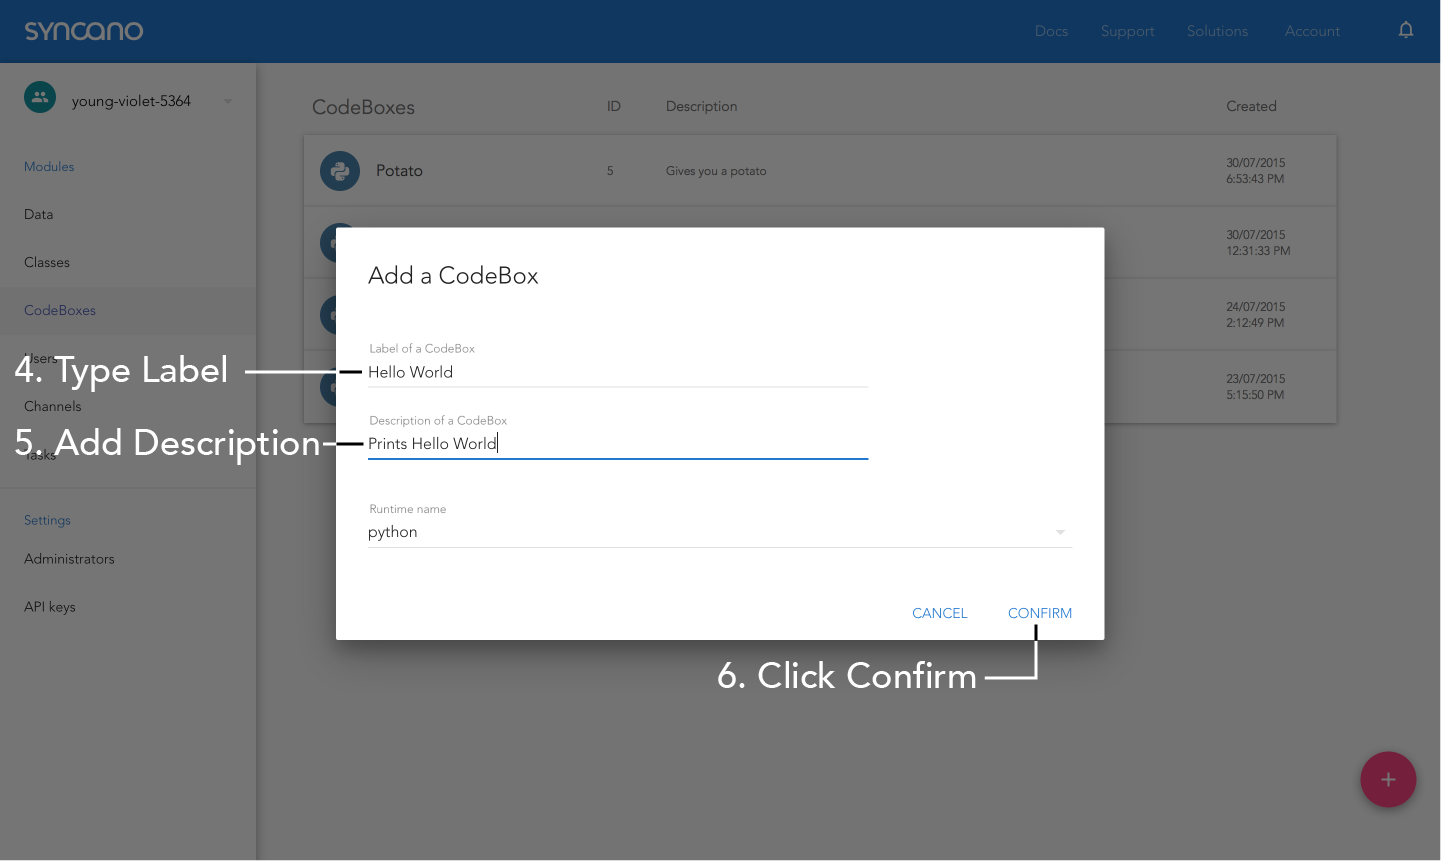 syncano
Docs Support Solutions Account
young-violet-5364
Modules
Data
Classes
CodeBoxes
Users
Channels
Tasks
Settings
Administrators
API keys
CodeBoxes ID Description Created
Potato 5 Gives you a potato 30/07/2015
6:53:43 PM
30/07/2015
12:31:33 PM
24/07/2015
2:12:49 PM
23/07/2015
5:15:50 PM
Add a CodeBox
Label of a CodeBox
Hello World
Description of a CodeBox
Prints Hello World
Runtime name
python
CANCEL CONFIRM
4. Type Label
5. Add Description
6. Click Confirm